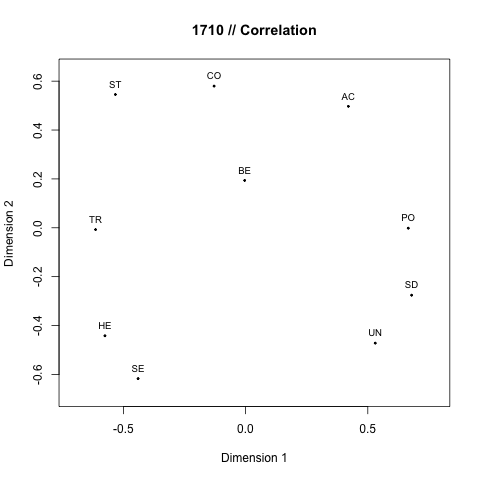 1710 // Correlation
0.6
0.4
0.2
0.0
-0.2
-0.4
-0.6
Dimension 2
ST
CO
AC
BE
TR
PO
SD
HE
UN
SE
-0.5
0.0
0.5
Dimension 1